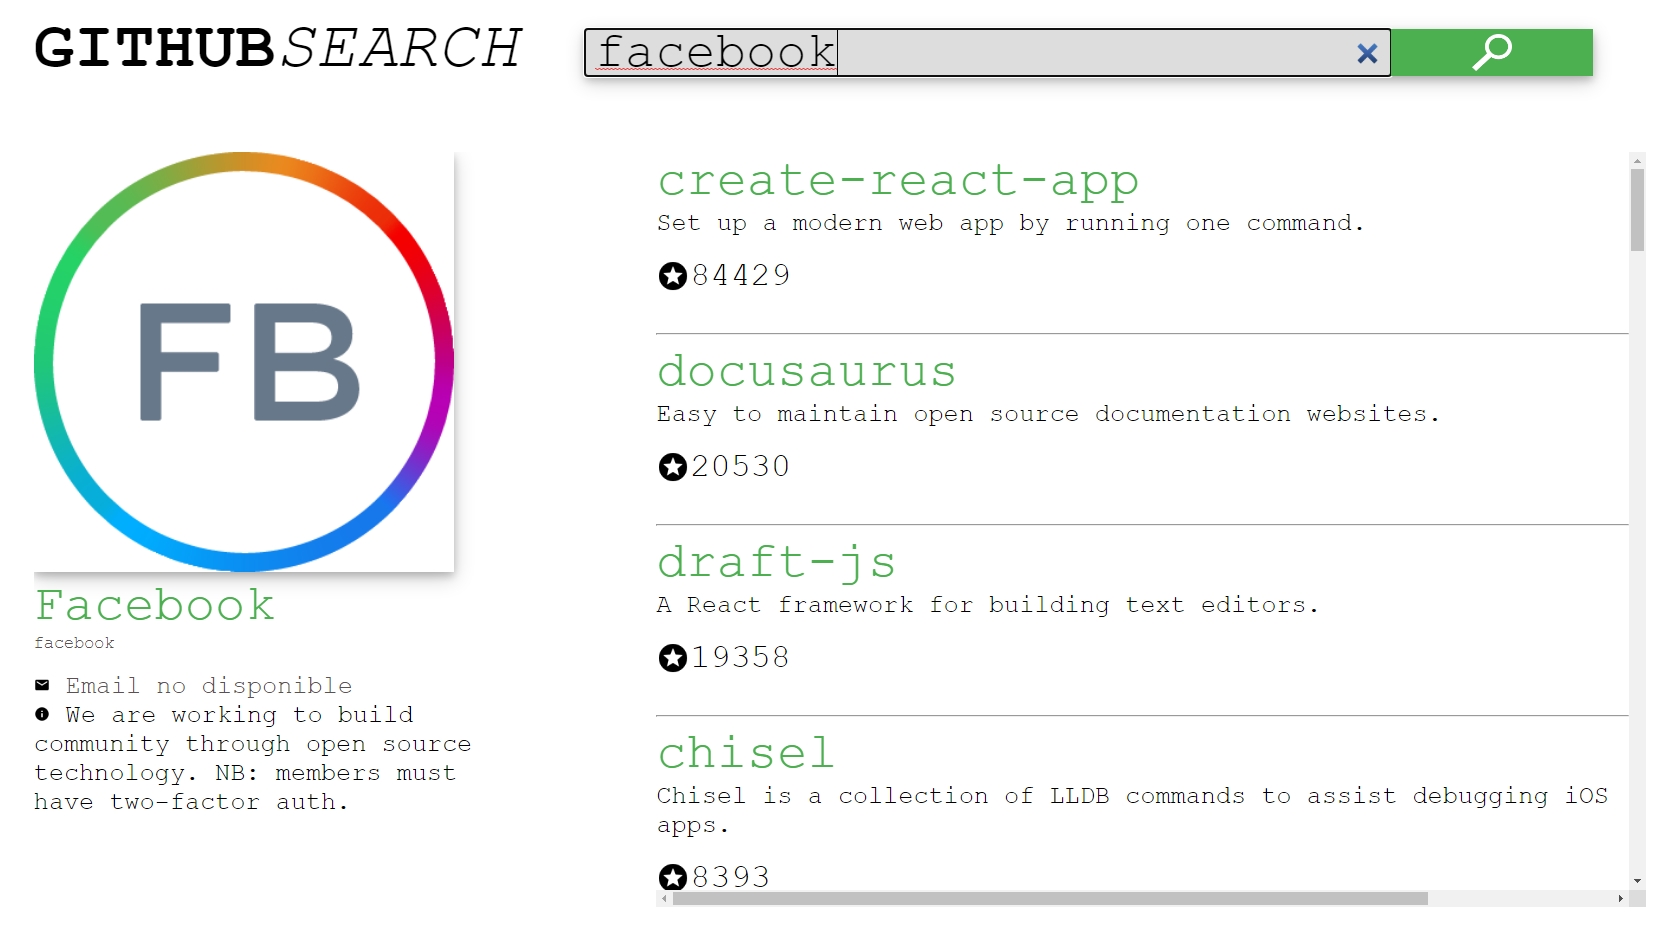 GITHUBSEARCH
facebook
FB
Facebook
facebook
Email no disponible
We are working to build
community through open source
technology. NB: members must
have two-factor auth.
create-react-app
Set up a modern web app by running one command.
84429
docusaurus
Easy to maintain open source documentation websites.
20530
draft-js
A React framework for building text editors.
19358
chisel
Chisel is a collection of LLDB commands to assist debugging iOS
apps.
8393